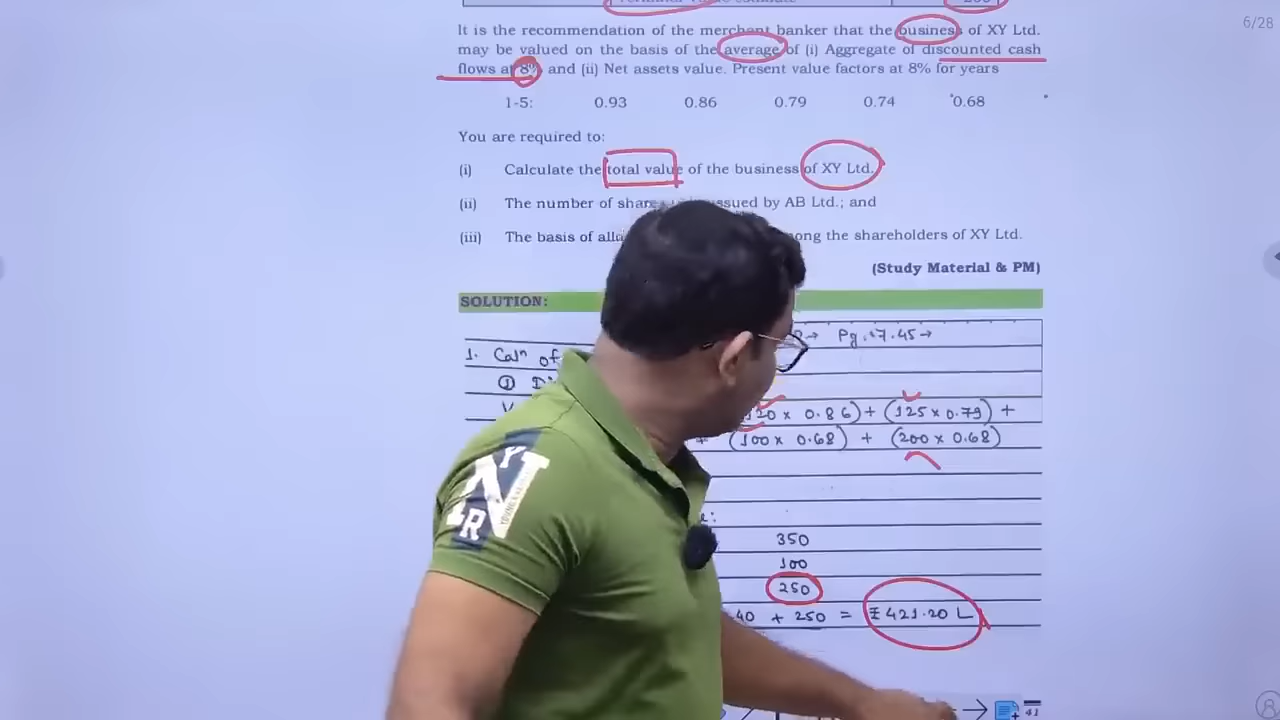 6/28
It is the recommendation of the merchant banker that the business of XY Ltd.
may be valued on the basis of the average of (i) Aggregate of discounted cash
flows at 8% and (ii) Net assets value. Present value factors at 8% for years
1-5: 0.93 0.86 0.79 0.74 0.68
You are required to:
(i) Calculate the total value of the business of XY Ltd.
(ii) The number of issued by AB Ltd.; and
(iii) The basis of among the shareholders of XY Ltd.
(Study Material & PM)
SOLUTION:
→ Pg. 7.45→
1. Calⁿ of
①
120 x 0.86) + (125 x 0.79) +
+ (100 x 0.68) + (200 x 0.68)
350
100
250
40 + 250 = ₹421.20 L
NY
R
41